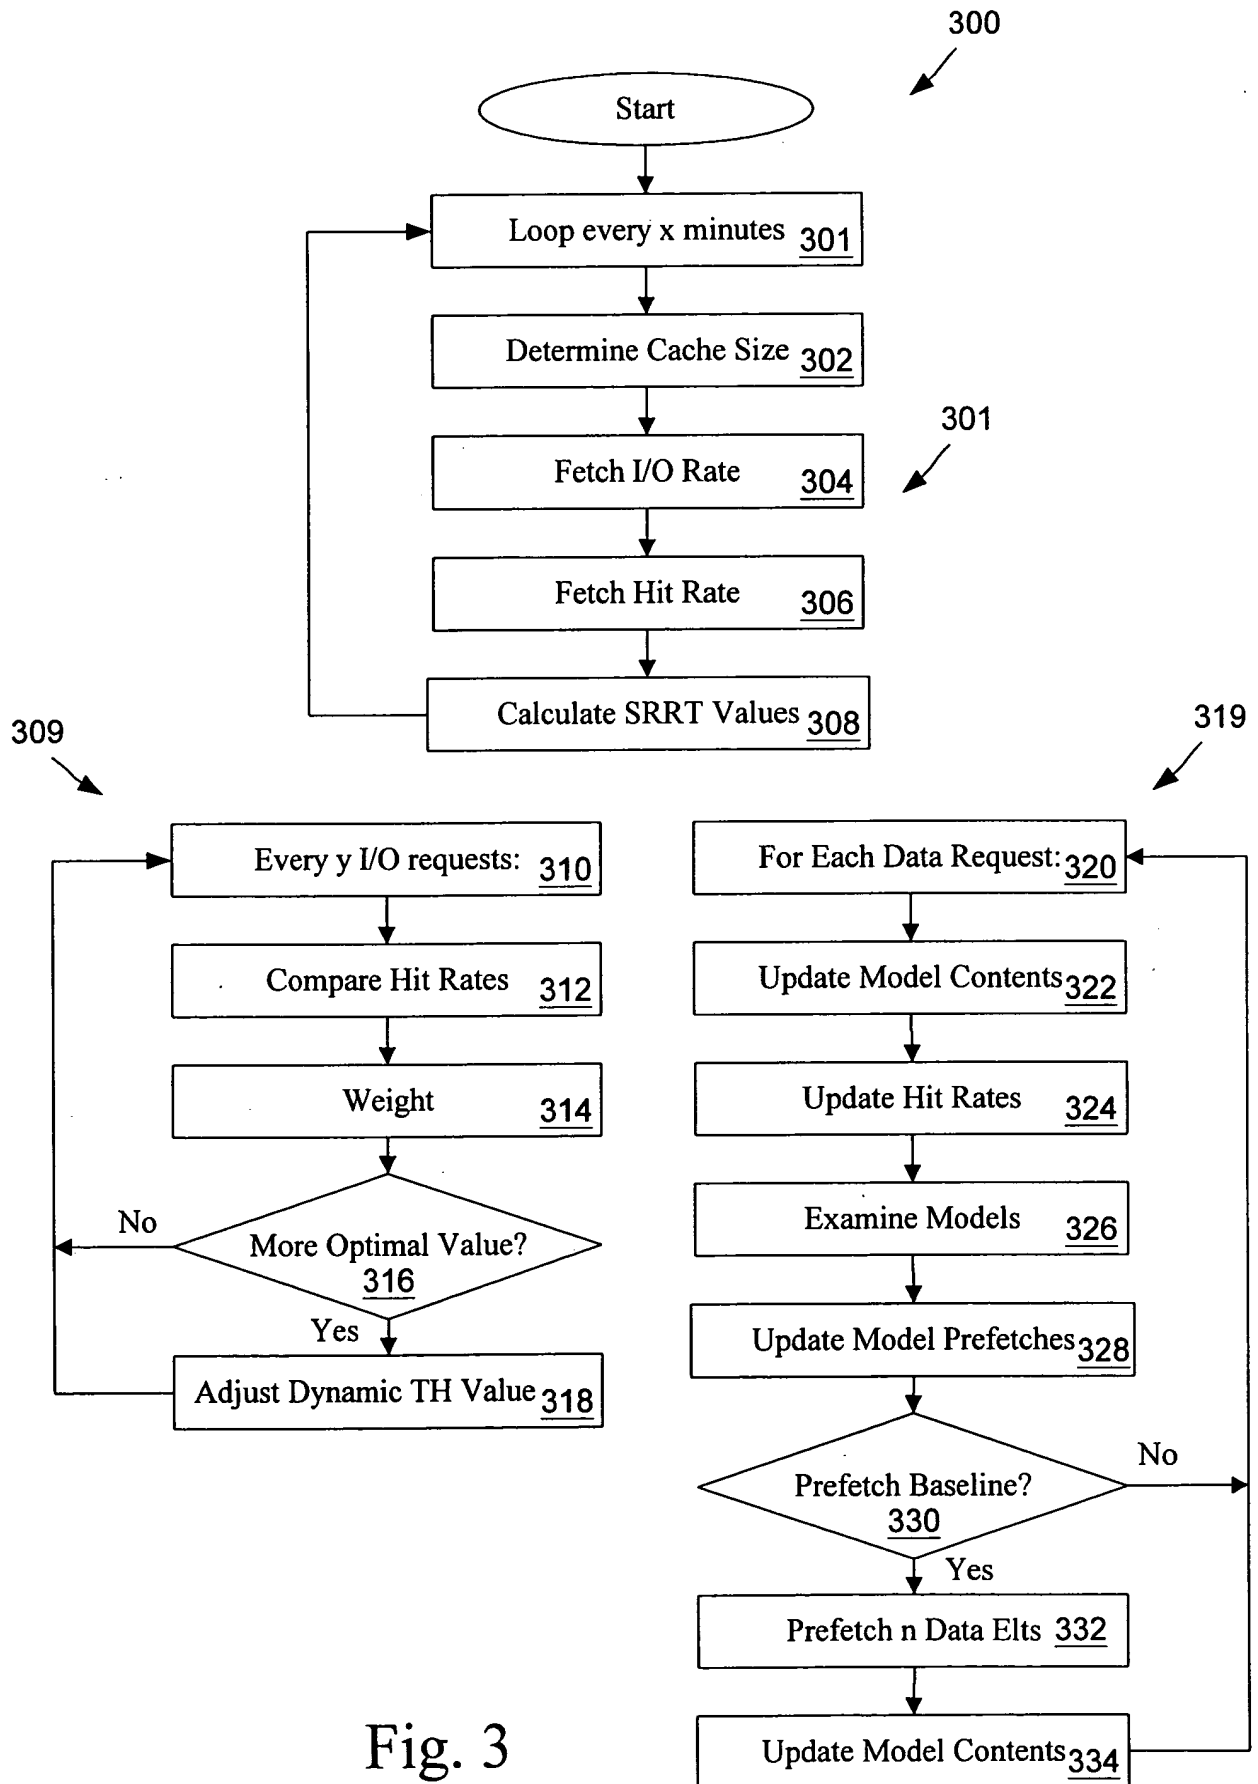 300
Start
Loop every x minutes 301
Determine Cache Size 302
301
Fetch I/O Rate 304
Fetch Hit Rate 306
Calculate SRRT Values 308
309
Every y I/O requests: 310
Compare Hit Rates 312
Weight 314
No
More Optimal Value?
316
Yes
Adjust Dynamic TH Value 318
319
For Each Data Request: 320
Update Model Contents 322
Update Hit Rates 324
Examine Models 326
Update Model Prefetches 328
No
Prefetch Baseline?
330
Yes
Prefetch n Data Elts 332
Update Model Contents 334
Fig. 3